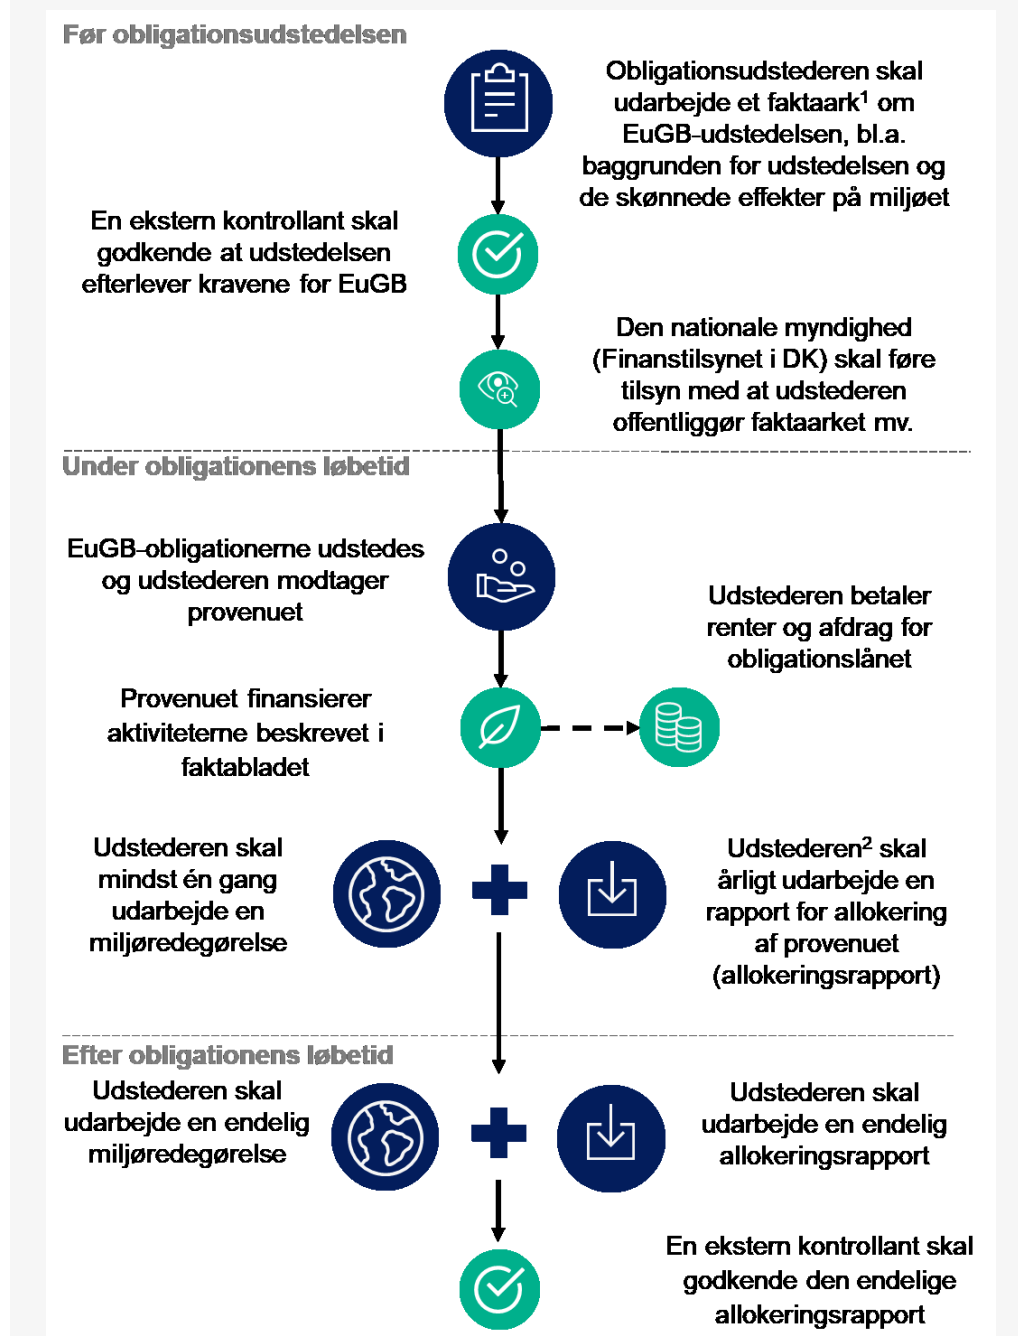 Før obligationsudstedelsen
Obligationsudstederen skal
udarbejde et faktaark¹ om
EuGB-udstedelsen, bl.a.
baggrunden for udstedelsen og
de skønnede effekter på miljøet
En ekstern kontrollant skal
godkende at udstedelsen
efterlever kravene for EuGB
Den nationale myndighed
(Finanstilsynet i DK) skal føre
tilsyn med at udstederen
offentliggør faktaarket mv.
Under obligationens løbetid
EuGB-obligationerne udstedes
og udstederen modtager
provenuet
Udstederen betaler
renter og afdrag for
obligationslånet
Provenuet finansierer
aktiviteterne beskrevet i
faktabladet
Udstederen skal
mindst én gang
udarbejde en
miljøredegørelse
Udstederen² skal
årligt udarbejde en
rapport for allokering
af provenuet
(allokeringsrapport)
Efter obligationens løbetid
Udstederen skal
udarbejde en endelig
miljøredegørelse
Udstederen skal
udarbejde en endelig
allokeringsrapport
En ekstern kontrollant skal
godkende den endelige
allokeringsrapport